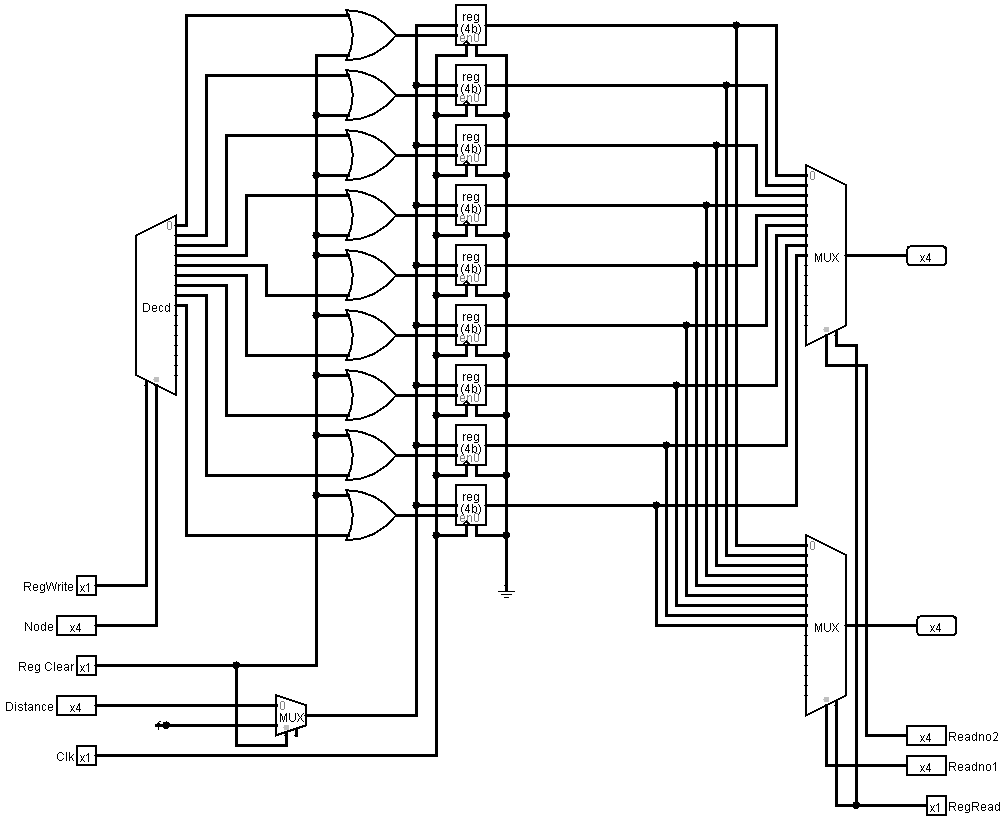 reg
(4b)
en0
reg
(4b)
en0
reg
(4b)
en0
reg
(4b)
en0
reg
(4b)
en0
reg
(4b)
en0
reg
(4b)
en0
reg
(4b)
en0
reg
(4b)
en0
0
Decd
0
MUX
x4
0
MUX
x4
RegWrite x1
Node x4
Reg Clear x1
Distance x4
0
MUX
Clk x1
x4 Readno2
x4 Readno1
x1 RegRead